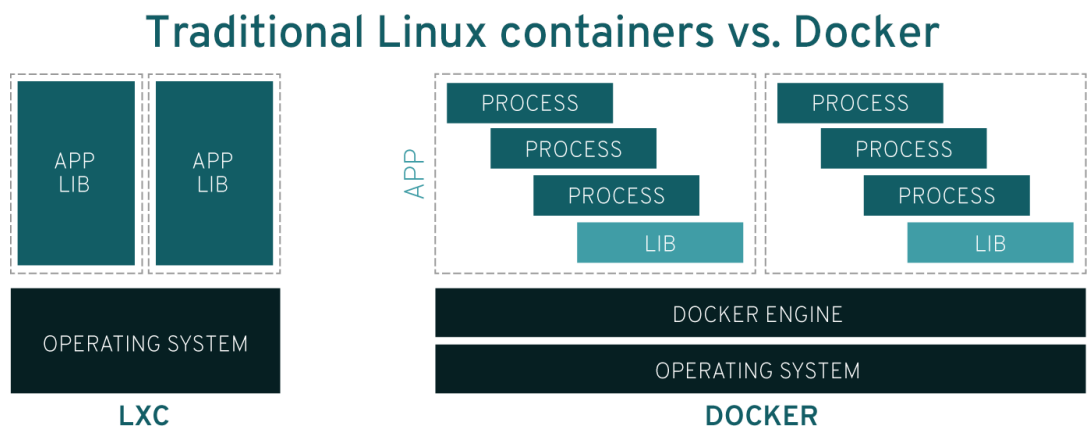 Traditional Linux containers vs. Docker
APP
LIB
APP
LIB
OPERATING SYSTEM
LXC
APP
PROCESS
PROCESS
PROCESS
LIB
PROCESS
PROCESS
PROCESS
LIB
DOCKER ENGINE
OPERATING SYSTEM
DOCKER